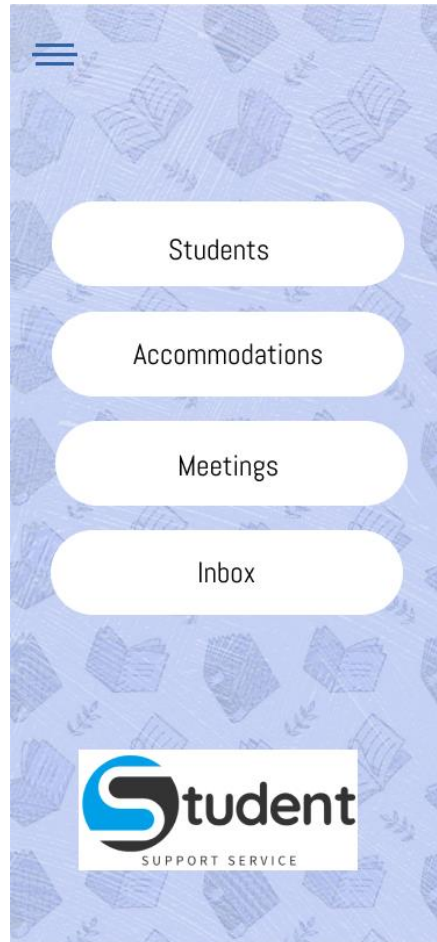 Students
Accommodations
Meetings
Inbox
Student
SUPPORT SERVICE